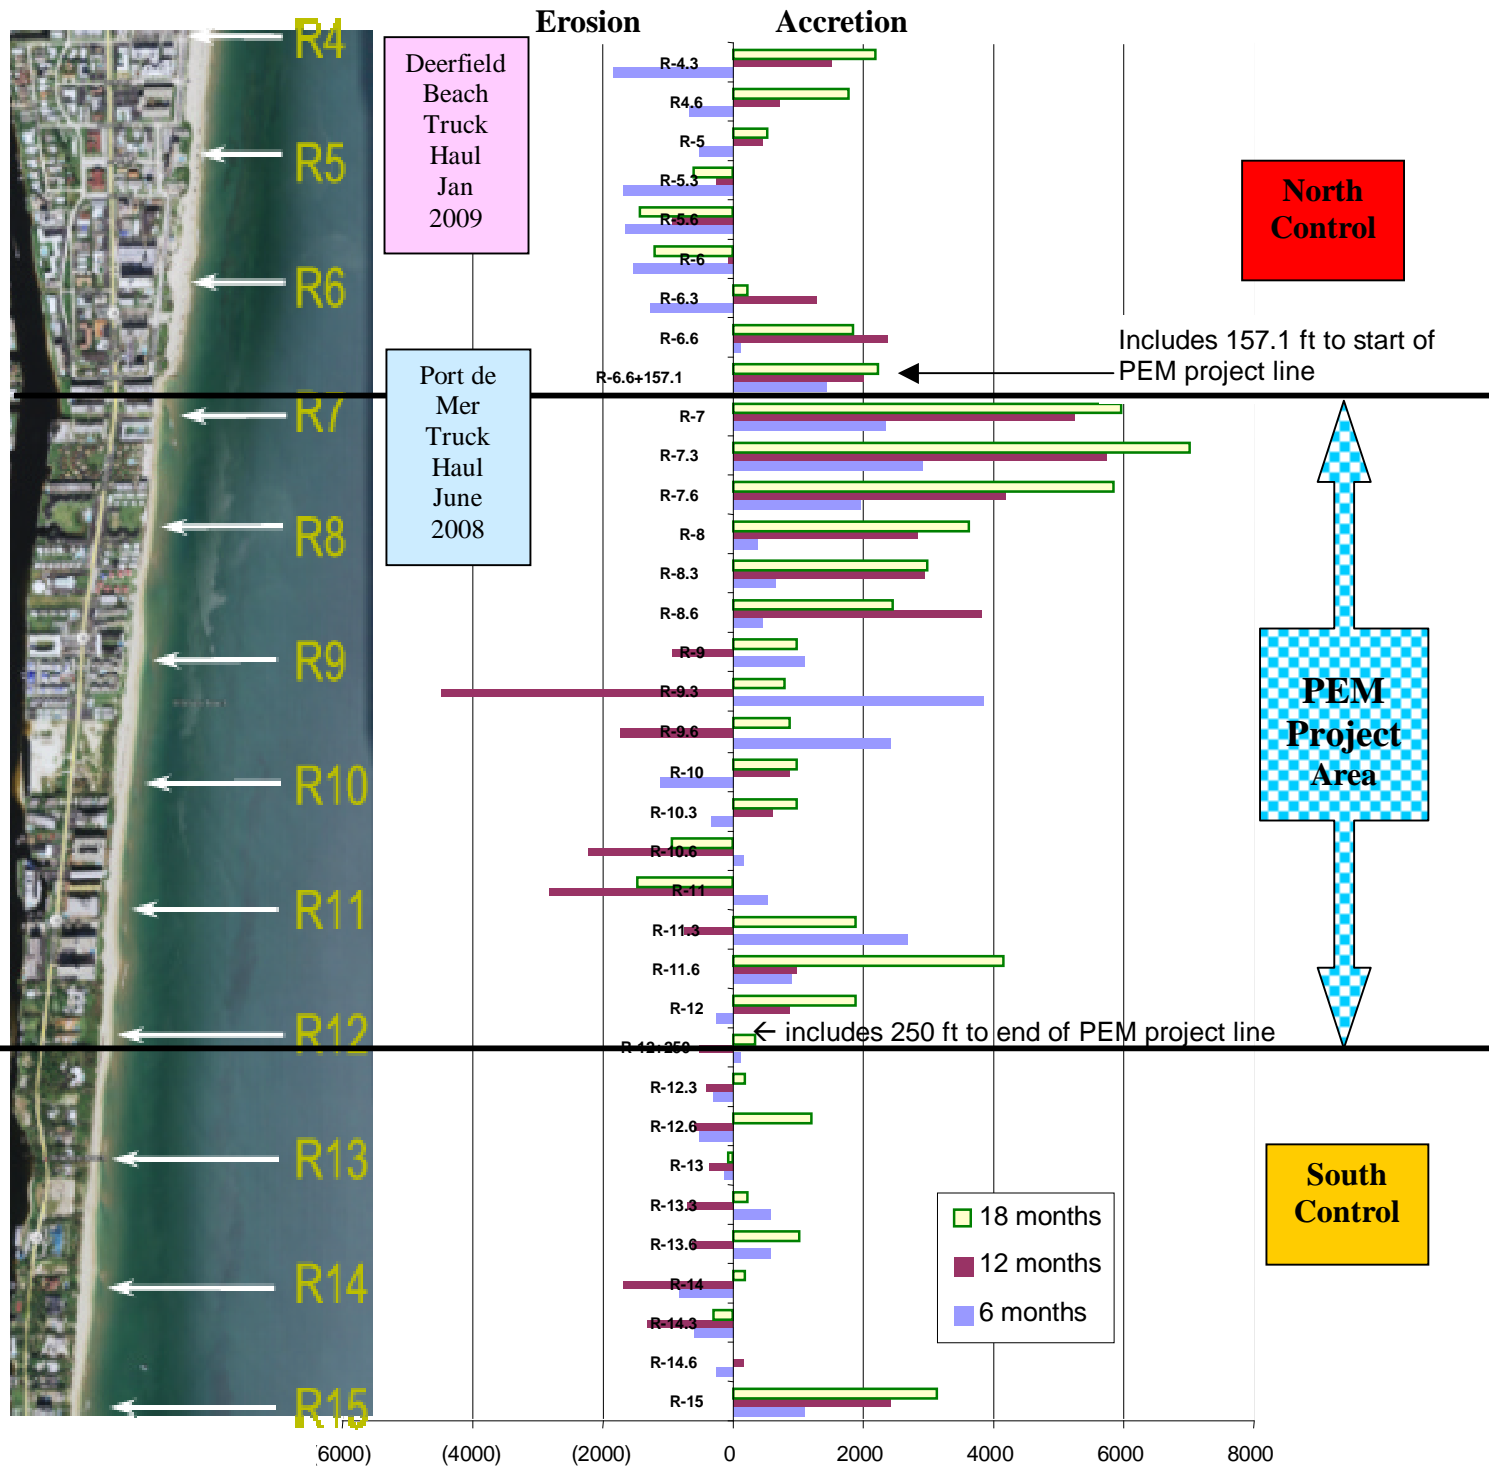 Erosion
Accretion
R4
R5
R6
R7
R8
R9
R10
R11
R12
R13
R14
R15
Deerfield
Beach
Truck
Haul
Jan
2009
Port de
Mer
Truck
Haul
June
2008
R-4.3
R4.6
R-5
R-5.3
R-5.6
R-6
R-6.3
R-6.6
R-6.6+157.1
R-7
R-7.3
R-7.6
R-8
R-8.3
R-8.6
R-9
R-9.3
R-9.6
R-10
R-10.3
R-10.6
R-11
R-11.3
R-11.6
R-12
R-12+250
R-12.3
R-12.6
R-13
R-13.3
R-13.6
R-14
R-14.3
R-14.6
R-15
North
Control
Includes 157.1 ft to start of
PEM project line
PEM
Project
Area
← includes 250 ft to end of PEM project line
South
Control
18 months
12 months
6 months
6000)
(4000)
(2000)
0
2000
4000
6000
8000